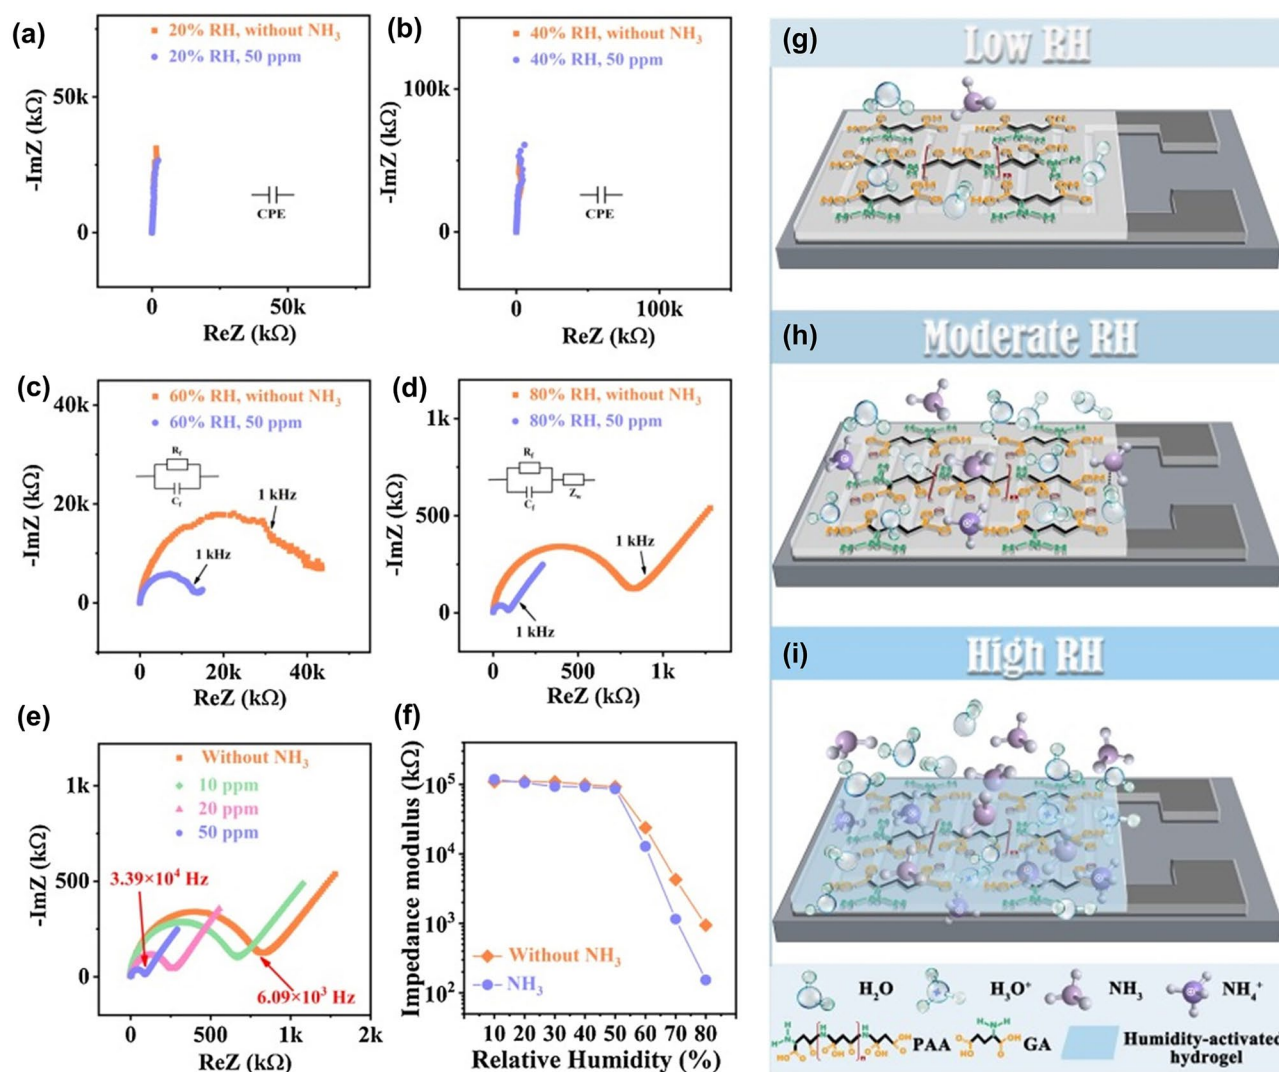 (a)
20% RH, without NH₃
20% RH, 50 ppm
50k
0
-ImZ (kΩ)
CPE
0
50k
ReZ (kΩ)
(b)
40% RH, without NH₃
40% RH, 50 ppm
100k
0
-ImZ (kΩ)
CPE
0
100k
ReZ (kΩ)
(c)
60% RH, without NH₃
60% RH, 50 ppm
40k
20k
0
-ImZ (kΩ)
R_f
C_f
1 kHz
1 kHz
0
20k
40k
ReZ (kΩ)
(d)
80% RH, without NH₃
80% RH, 50 ppm
1k
500
0
-ImZ (kΩ)
R_f
C_f
Z_w
1 kHz
1 kHz
0
500
1k
ReZ (kΩ)
(e)
Without NH₃
10 ppm
20 ppm
50 ppm
1k
500
0
-ImZ (kΩ)
3.39×10⁴ Hz
6.09×10³ Hz
0
500
1k
2k
ReZ (kΩ)
(f)
Impedance modulus (kΩ)
10⁵
10⁴
10³
10²
Without NH₃
NH₃
10 20 30 40 50 60 70 80
Relative Humidity (%)
(g)
Low RH
(h)
Moderate RH
(i)
High RH
H₂O
H₃O⁺
NH₃
NH₄⁺
PAA
GA
Humidity-activated
hydrogel